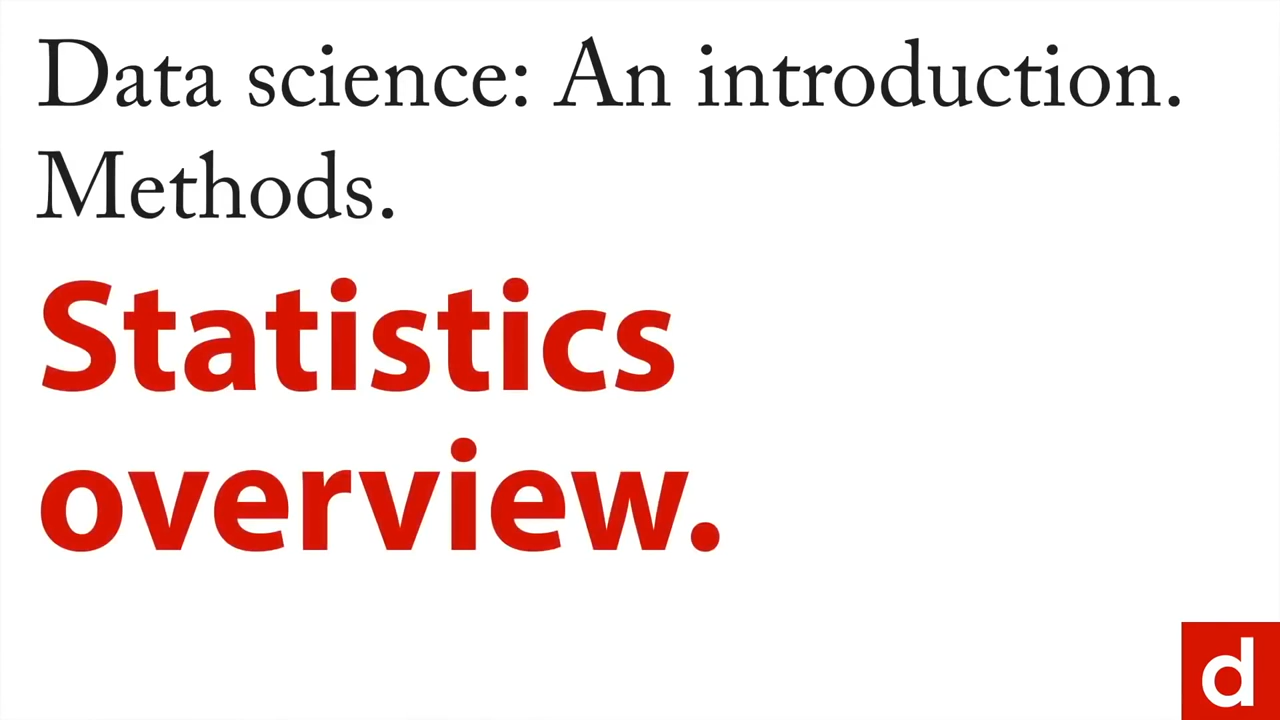 Data science: An introduction.
Methods.
Statistics
overview.
d